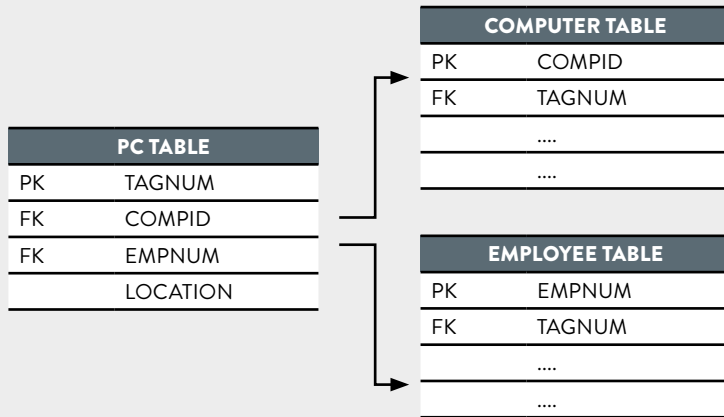 PC TABLE
PK TAGNUM
FK COMPID
FK EMPNUM
LOCATION
COMPUTER TABLE
PK COMPID
FK TAGNUM
....
....
EMPLOYEE TABLE
PK EMPNUM
FK TAGNUM
....
....